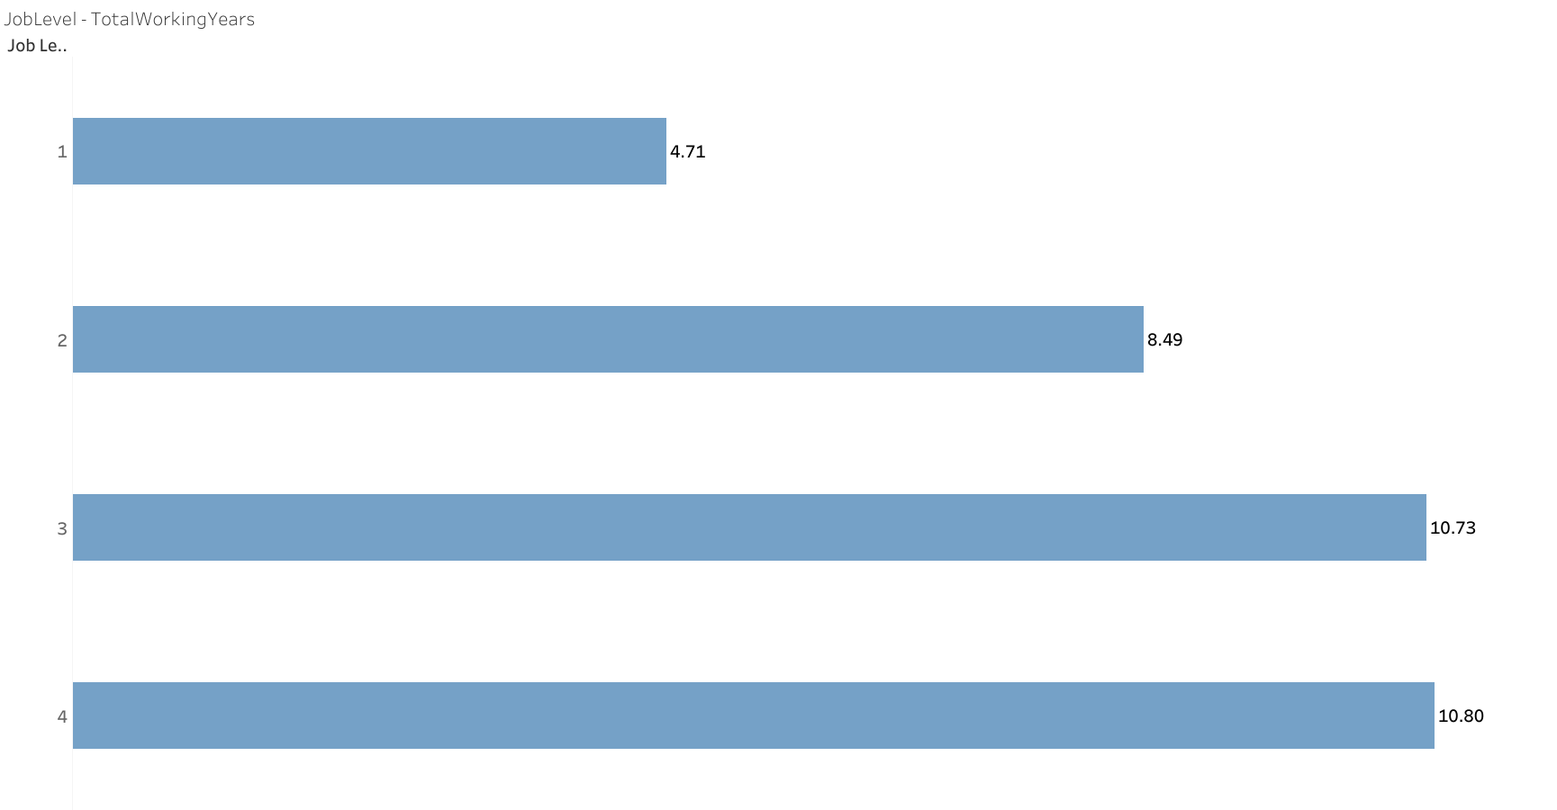 JobLevel - TotalWorkingYears
Job Le..
1 4.71
2 8.49
3 10.73
4 10.80